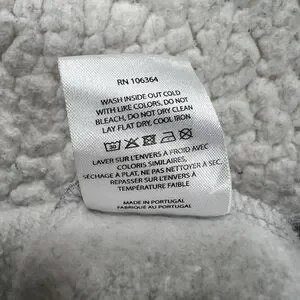 RN 106364
WASH INSIDE OUT COLD
WITH LIKE COLORS, DO NOT
BLEACH, DO NOT DRY CLEAN
LAY FLAT DRY, COOL IRON
LAVER SUR L'ENVERS À FROID AVEC
COLORIS SIMILAIRES,
SÉCHAGE À PLAT, NE PAS NETTOYER À SEC,
REPASSER SUR L'ENVERS À
TEMPÉRATURE FAIBLE
MADE IN PORTUGAL
FABRIQUÉ AU PORTUGAL